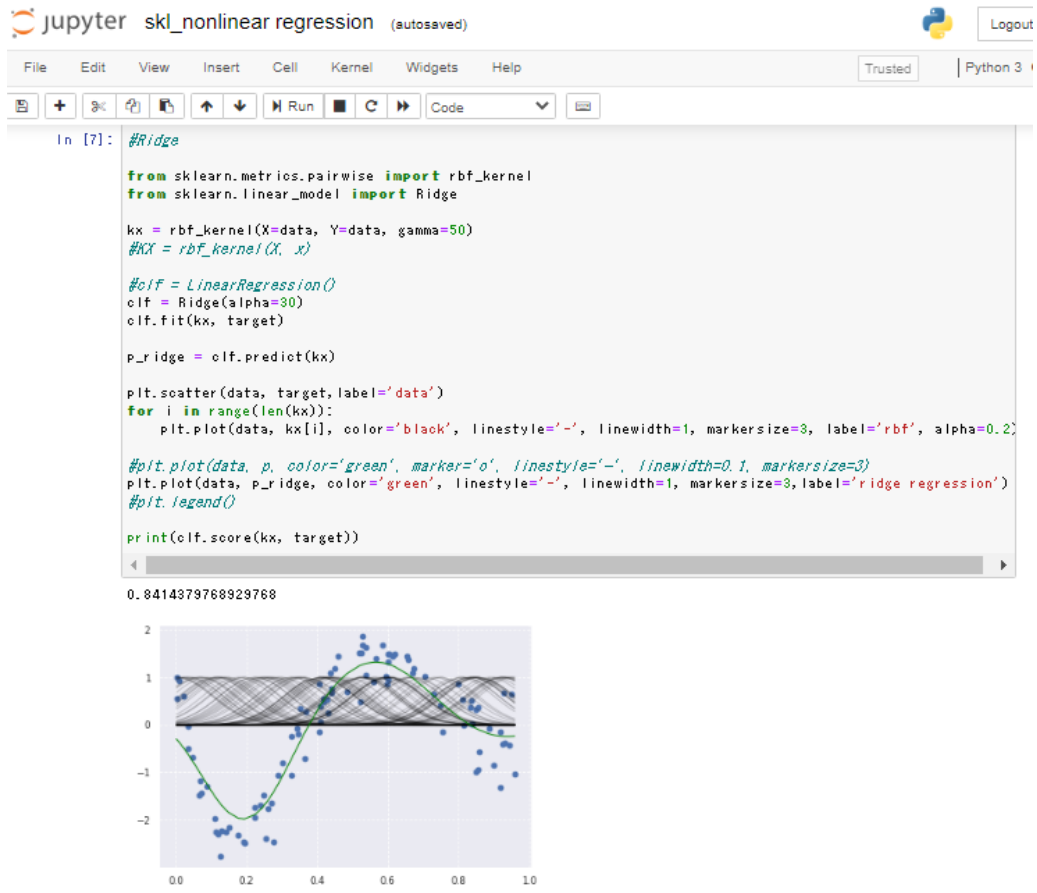 jupyter skl_nonlinear regression (autosaved)
Logout
File Edit View Insert Cell Kernel Widgets Help
Trusted
Python 3
Run
Code
In [7]:
#Ridge
from sklearn.metrics.pairwise import rbf_kernel
from sklearn.linear_model import Ridge
kx = rbf_kernel(X=data, Y=data, gamma=50)
#KX = rbf_kernel(X, x)
#clf = LinearRegression()
clf = Ridge(alpha=30)
clf.fit(kx, target)
p_ridge = clf.predict(kx)
plt.scatter(data, target,label='data')
for i in range(len(kx)):
    plt.plot(data, kx[i], color='black', linestyle='-', linewidth=1, markersize=3, label='rbf', alpha=0.2)
#plt.plot(data, p, color='green', marker='o', linestyle='-', linewidth=0.1, markersize=3)
plt.plot(data, p_ridge, color='green', linestyle='-', linewidth=1, markersize=3,label='ridge regression')
#plt.legend()
print(clf.score(kx, target))
0.8414379768929768
2
1
0
−1
−2
0.0 0.2 0.4 0.6 0.8 1.0